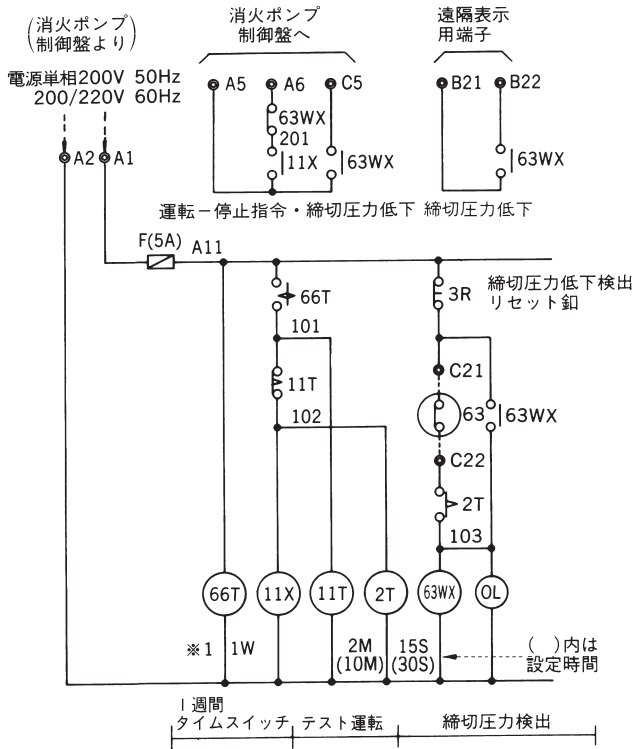 (消火ポンプ
制御盤より)
電源単相200V 50Hz
200/220V 60Hz
消火ポンプ
制御盤へ
遠隔表示
用端子
A5
A6
C5
B21
B22
63WX
201
11X
63WX
63WX
A2
A1
運転−停止指令・締切圧力低下
締切圧力低下
F(5A)
A11
66T
3R
締切圧力低下検出
リセット釦
101
C21
11T
63
63WX
102
C22
2T
103
66T
11X
11T
2T
63WX
OL
※1
1W
2M
(10M)
15S
(30S)
( )内は
設定時間
1週間
タイムスイッチ
テスト運転
締切圧力検出